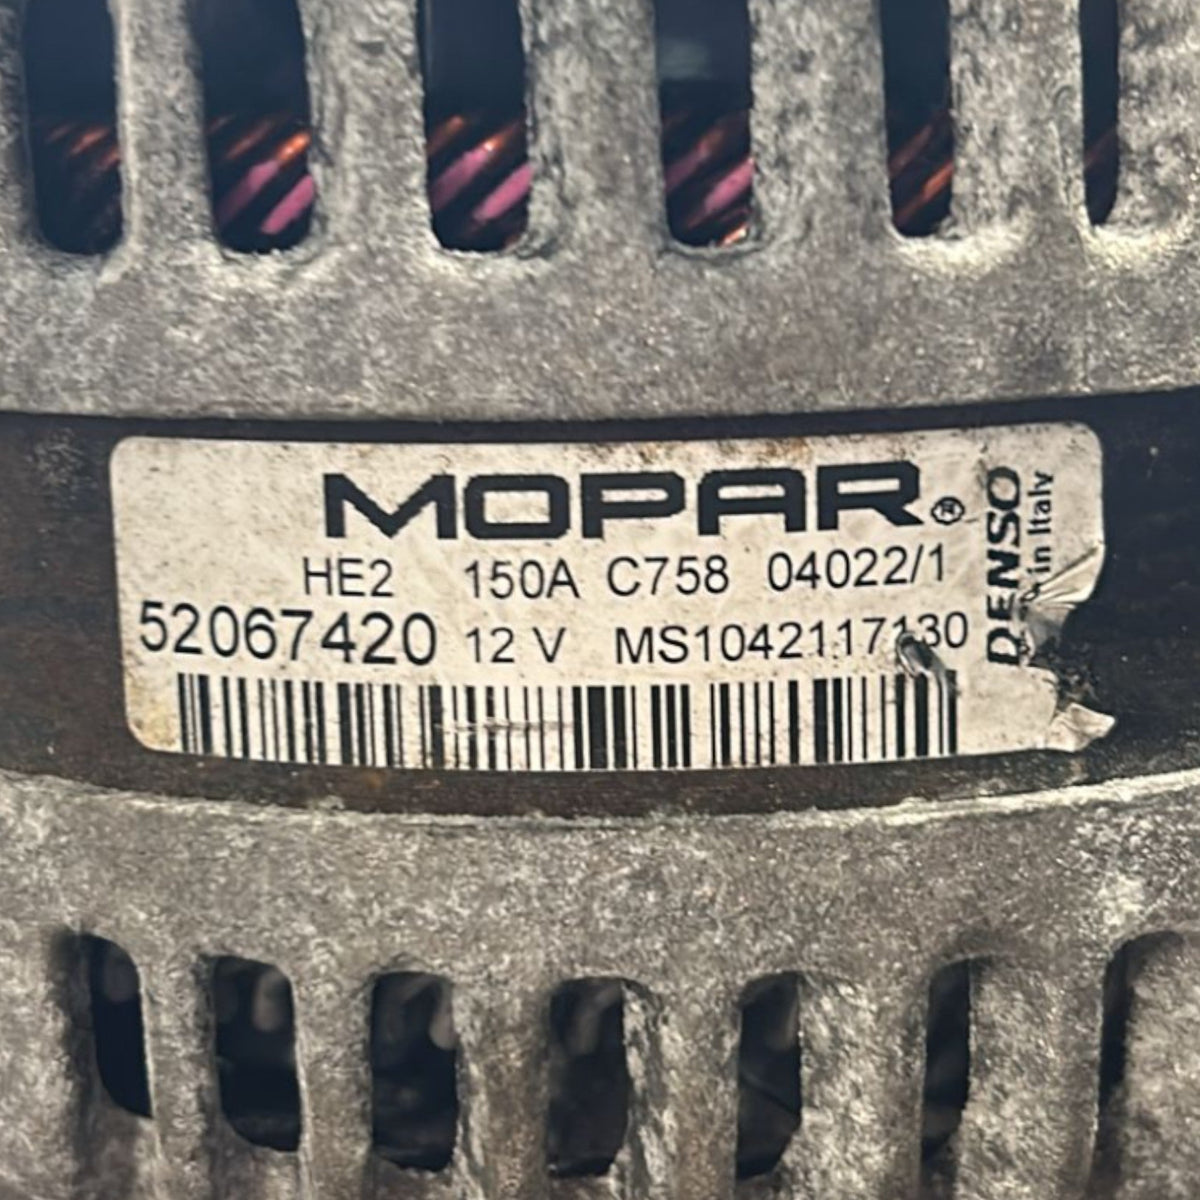 MOPAR®
HE2 150A C758 04022/1
52067420 12 V MS1042117130
DENSO
in Italy